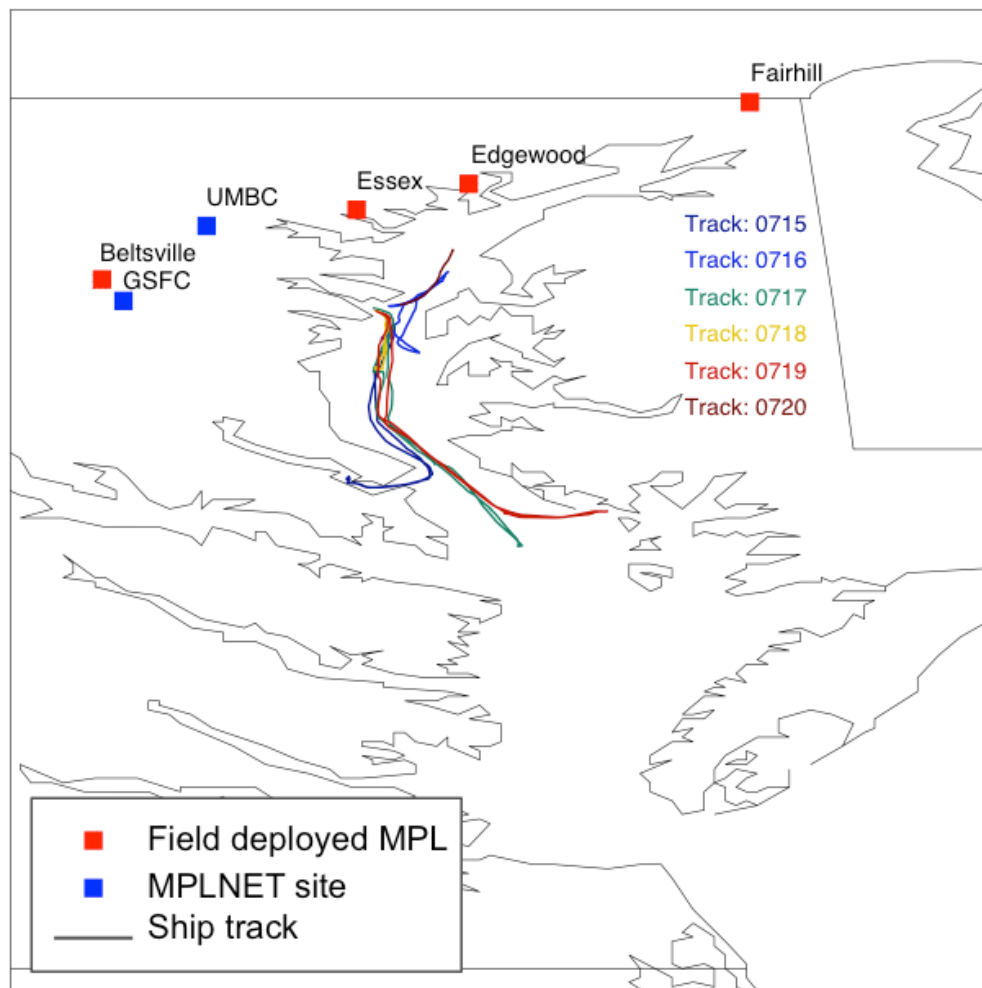 Fairhill
Edgewood
Essex
UMBC
Beltsville
GSFC
Track: 0715
Track: 0716
Track: 0717
Track: 0718
Track: 0719
Track: 0720
Field deployed MPL
MPLNET site
Ship track